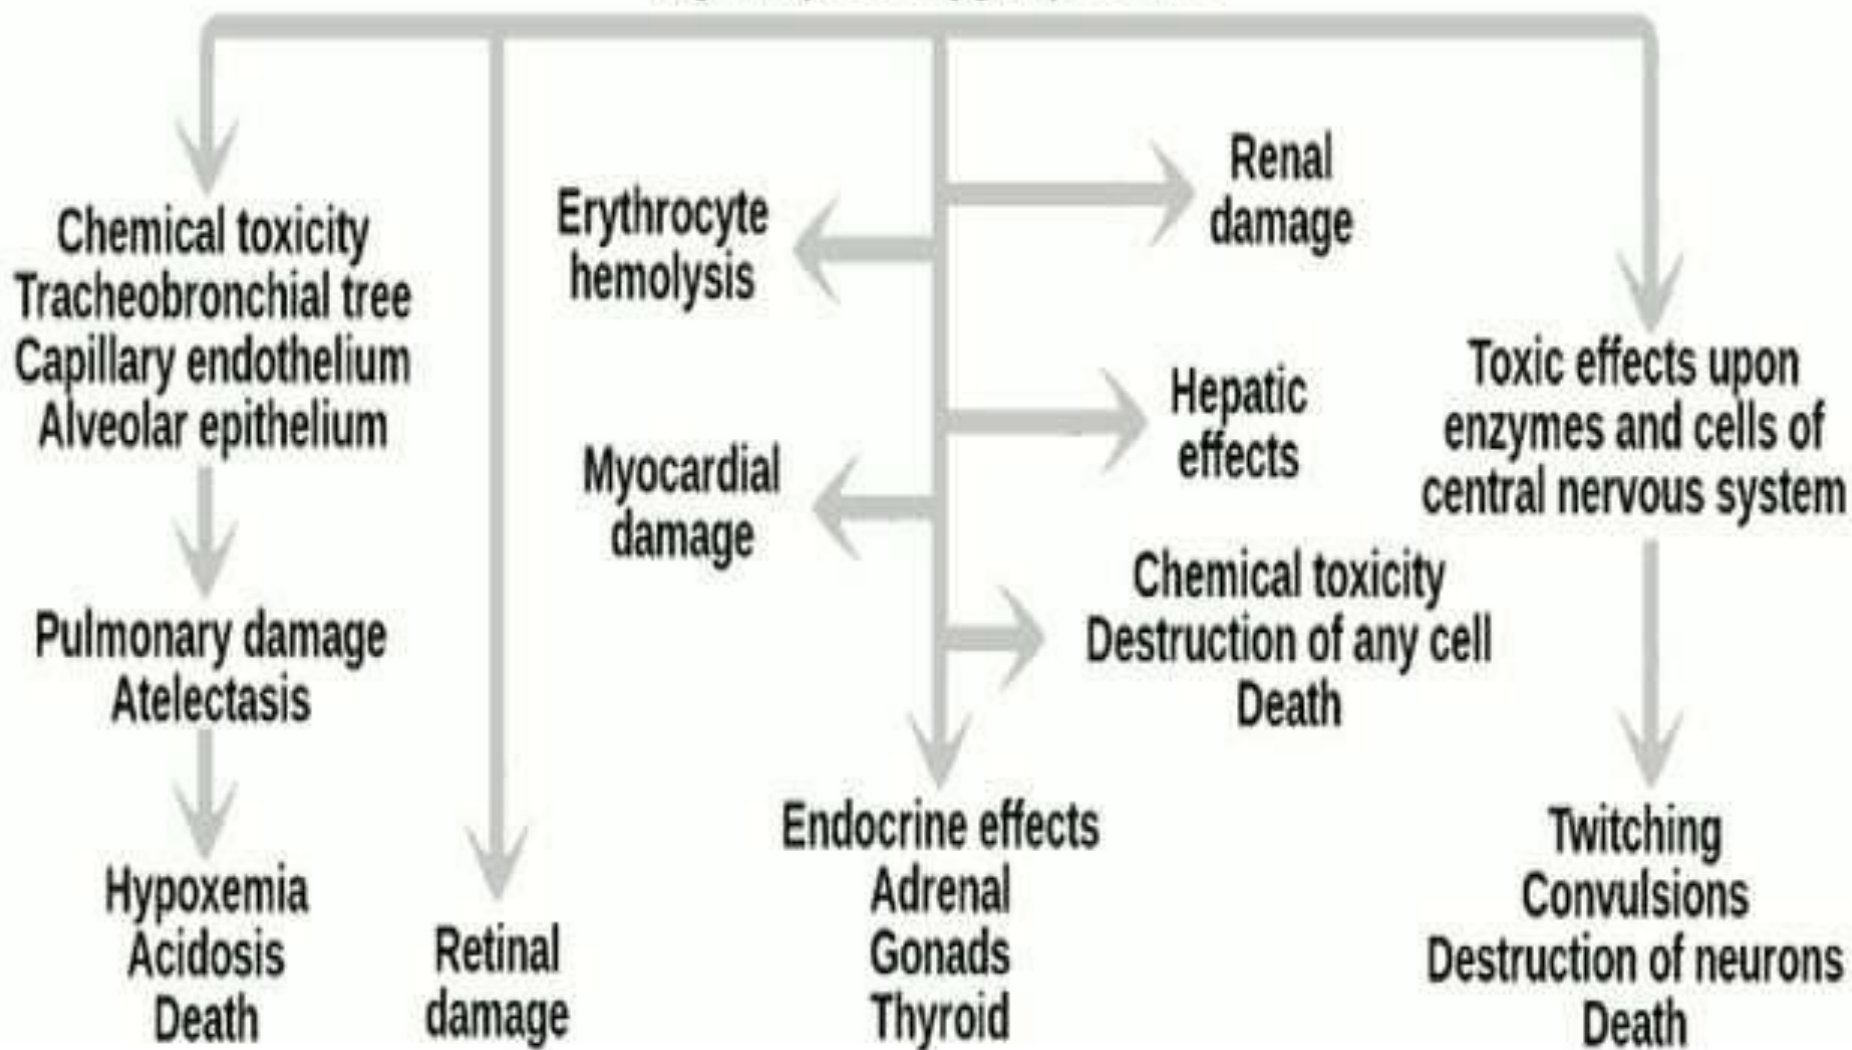 Chemical toxicity
Tracheobronchial tree
Capillary endothelium
Alveolar epithelium
Pulmonary damage
Atelectasis
Hypoxemia
Acidosis
Death
Retinal
damage
Erythrocyte
hemolysis
Myocardial
damage
Renal
damage
Hepatic
effects
Chemical toxicity
Destruction of any cell
Death
Endocrine effects
Adrenal
Gonads
Thyroid
Toxic effects upon
enzymes and cells of
central nervous system
Twitching
Convulsions
Destruction of neurons
Death